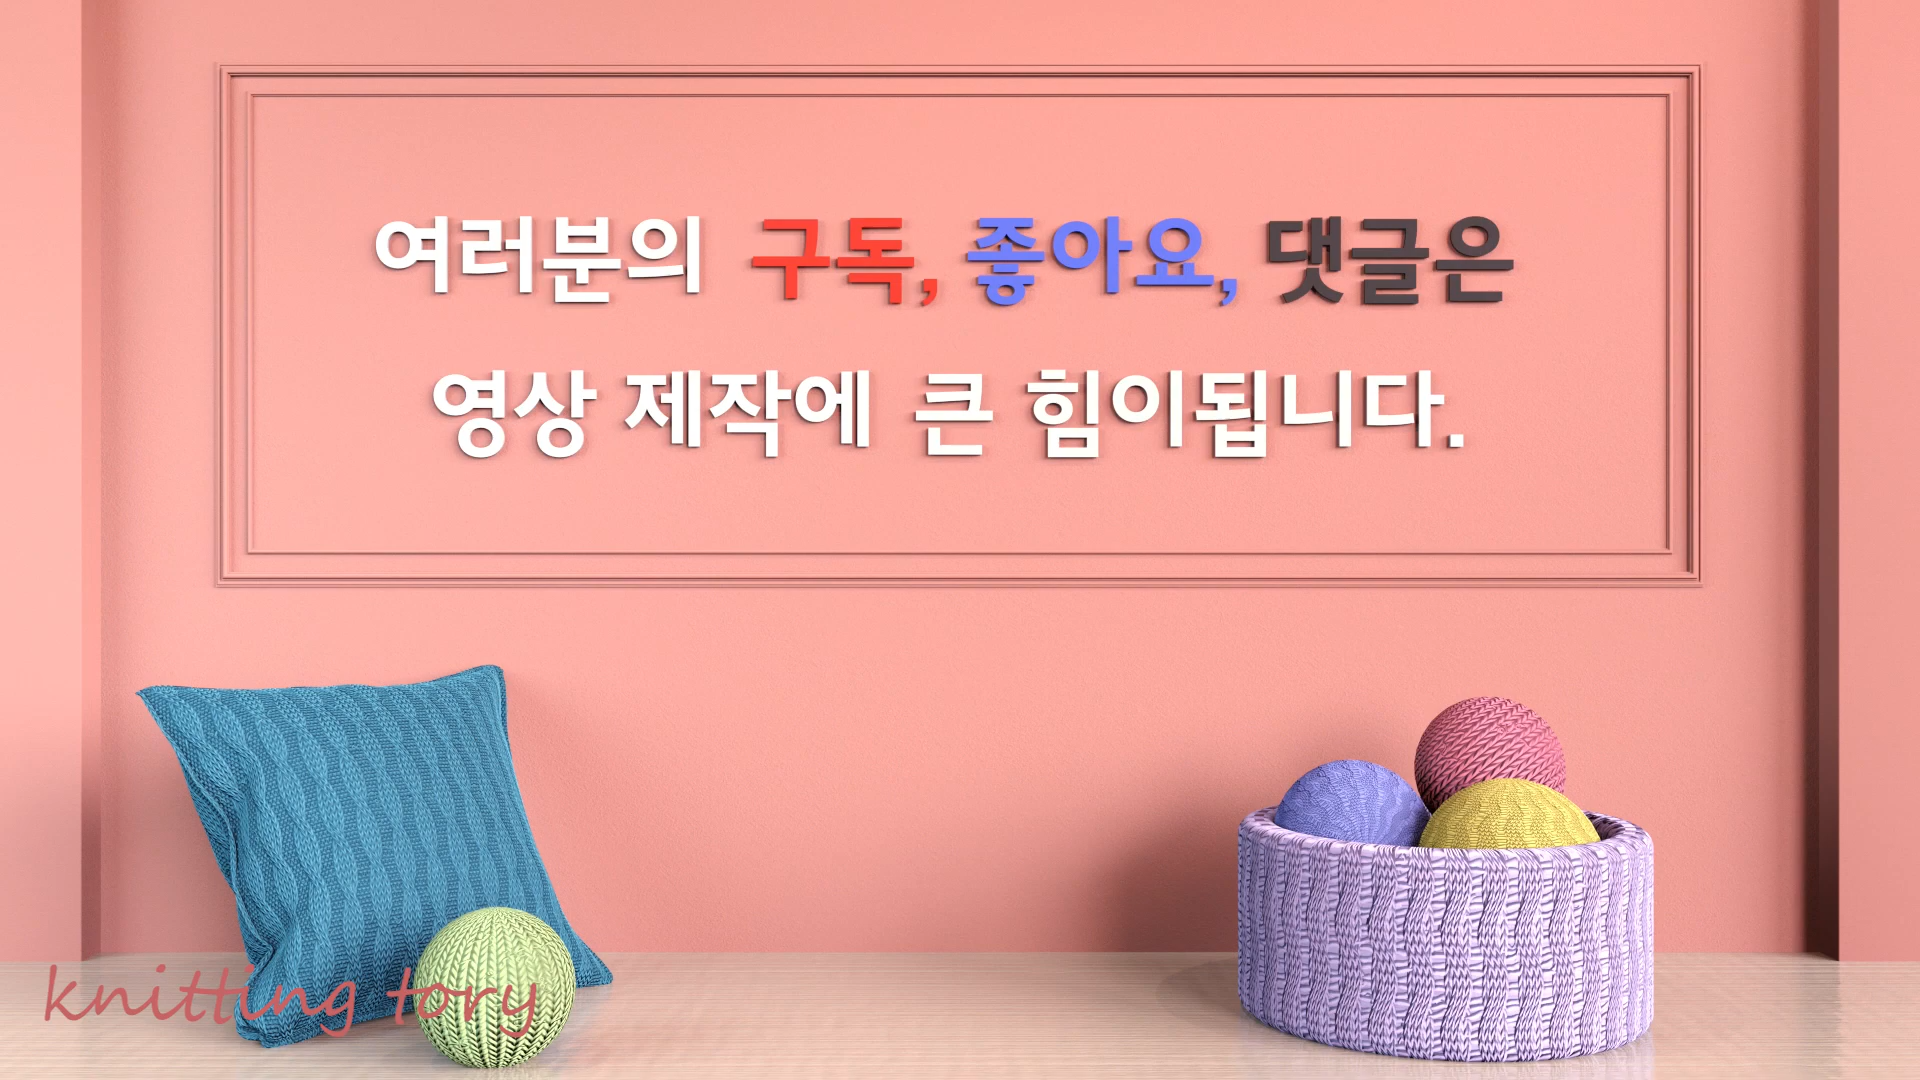 여러분의 구독, 좋아요, 댓글은
영상 제작에 큰 힘이됩니다.
knitting tory